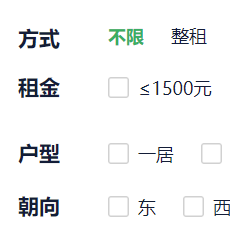 方式 不限 整租
租金 ≤1500元
户型 一居
朝向 东 西